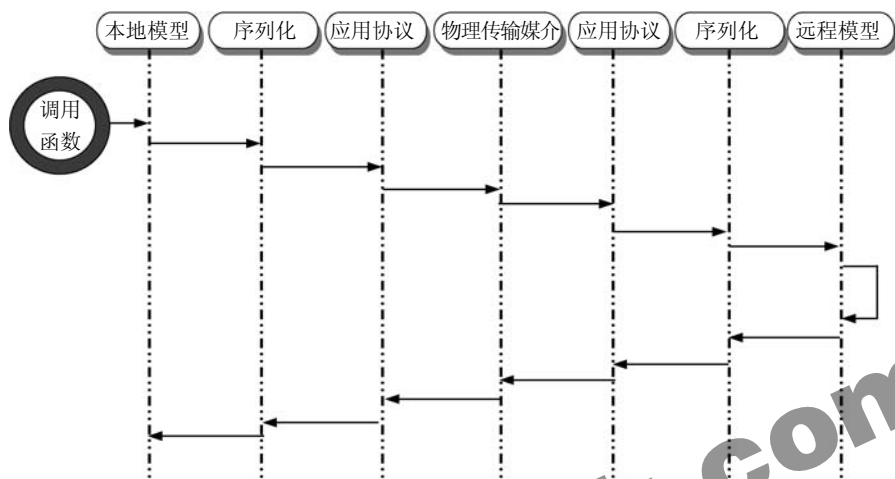 本地模型
序列化
应用协议
物理传输媒介
应用协议
序列化
远程模型
调用
函数
.com